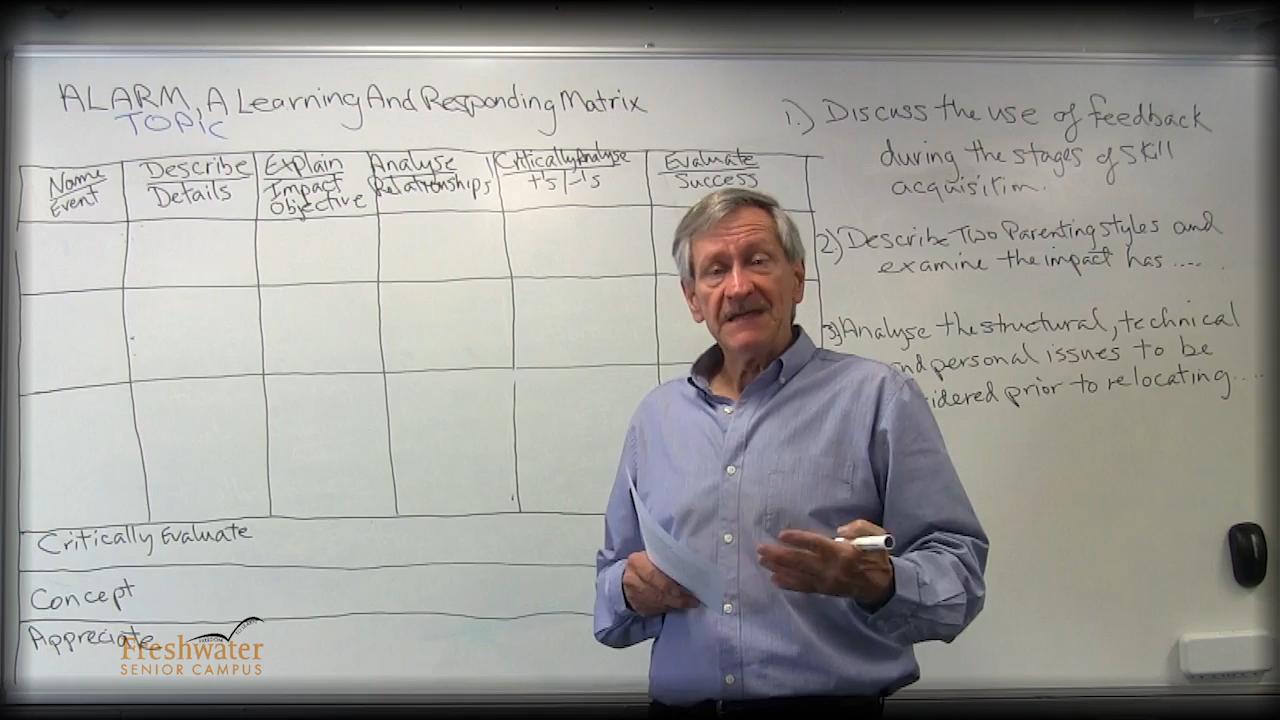 ALARM, A Learning And Responding Matrix
TOPIC
Name
Event
Describe
Details
Explain
Impact
Objective
Analyse
Relationships
Critically Analyse
+'s/-'s
Evaluate
Success
Critically Evaluate
Concept
Appreciate
1.) Discuss the use of feedback
during the stages of Skill
acquisition.
2) Describe Two Parenting styles and
examine the impact has ....
3) Analyse the structural, technical
nd personal issues to be
idered prior to relocating....
Freshwater
SENIOR CAMPUS